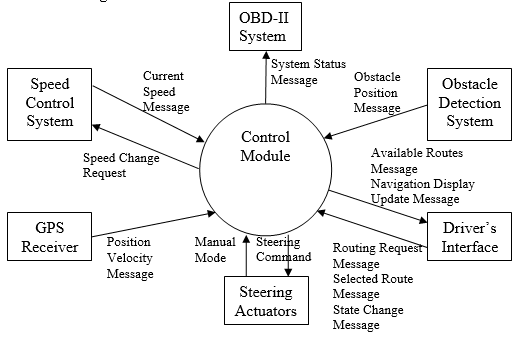 OBD-II
System
System Status
Message
Speed
Control
System
Current
Speed
Message
Obstacle
Position
Message
Obstacle
Detection
System
Control
Module
Speed Change
Request
Available Routes
Message
Navigation Display
Update Message
GPS
Receiver
Position
Velocity
Message
Manual
Mode
Steering
Command
Routing Request
Message
Selected Route
Message
State Change
Message
Driver's
Interface
Steering
Actuators